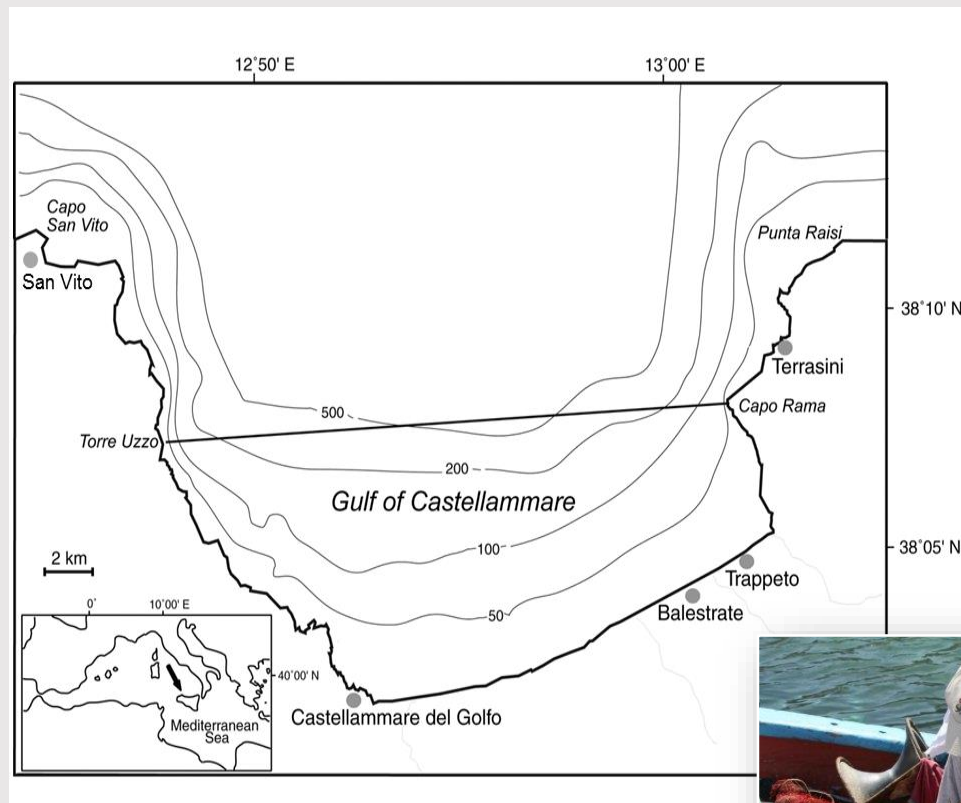 12°50' E
13°00' E
Capo
San Vito
San Vito
Punta Raisi
38°10' N
Terrasini
Capo Rama
500
Torre Uzzo
200
Gulf of Castellammare
100
38°05' N
2 km
Trappeto
Balestrate
50
0'
10°00' E
40°00' N
Mediterranean
Sea
Castellammare del Golfo